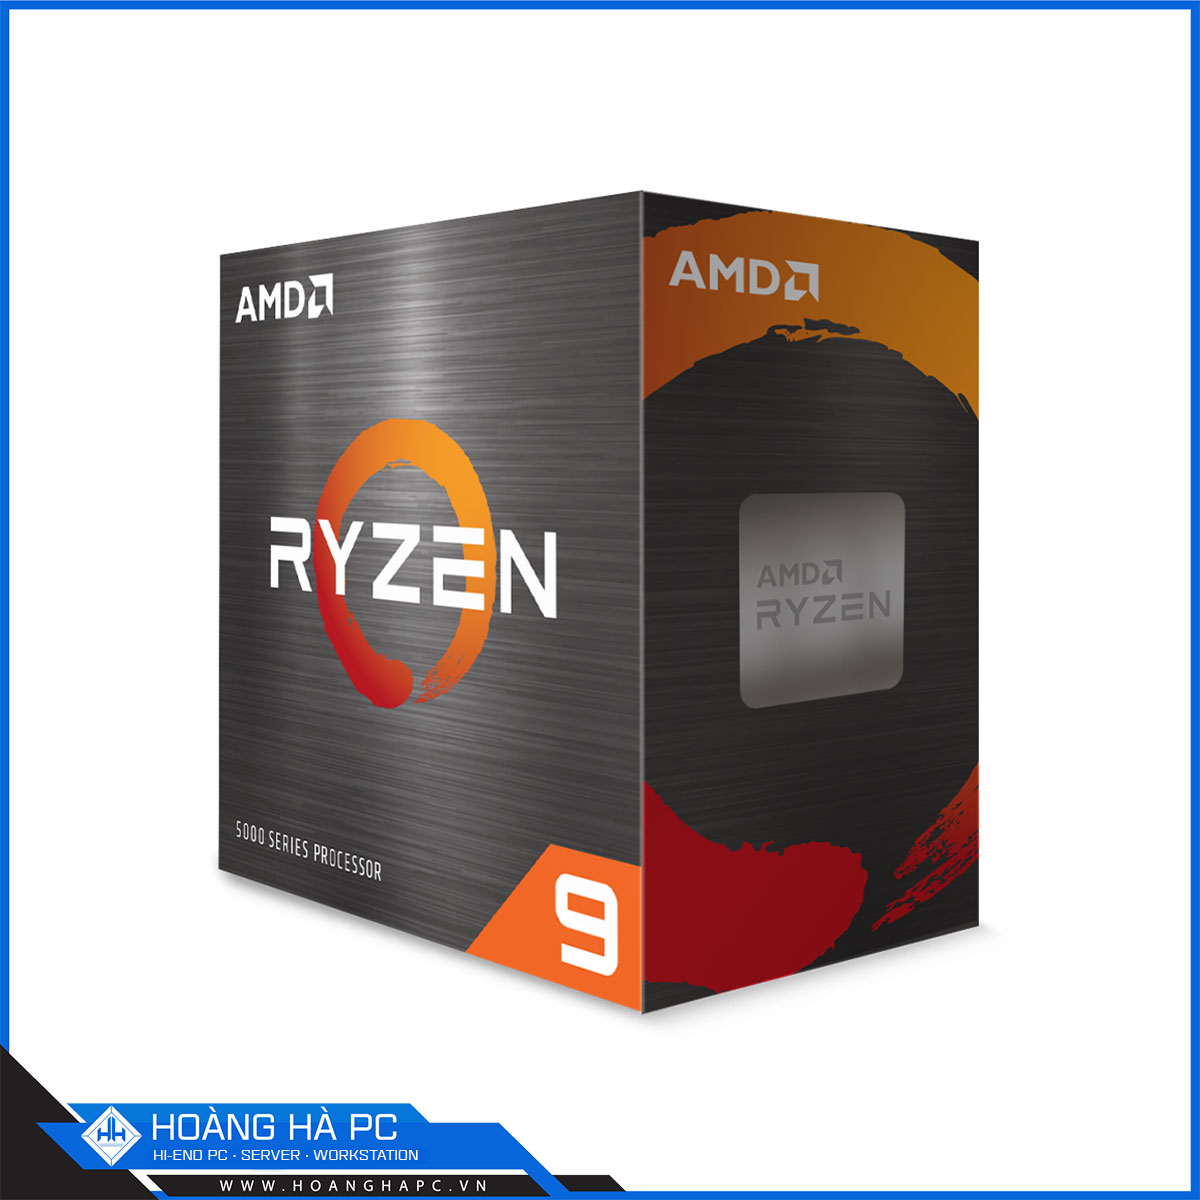 AMD
AMD
RYZEN
AMD
RYZEN
5000 SERIES PROCESSOR
9
HOÀNG HÀ PC
HI-END PC · SERVER · WORKSTATION
WWW.HOANGHAPC.VN